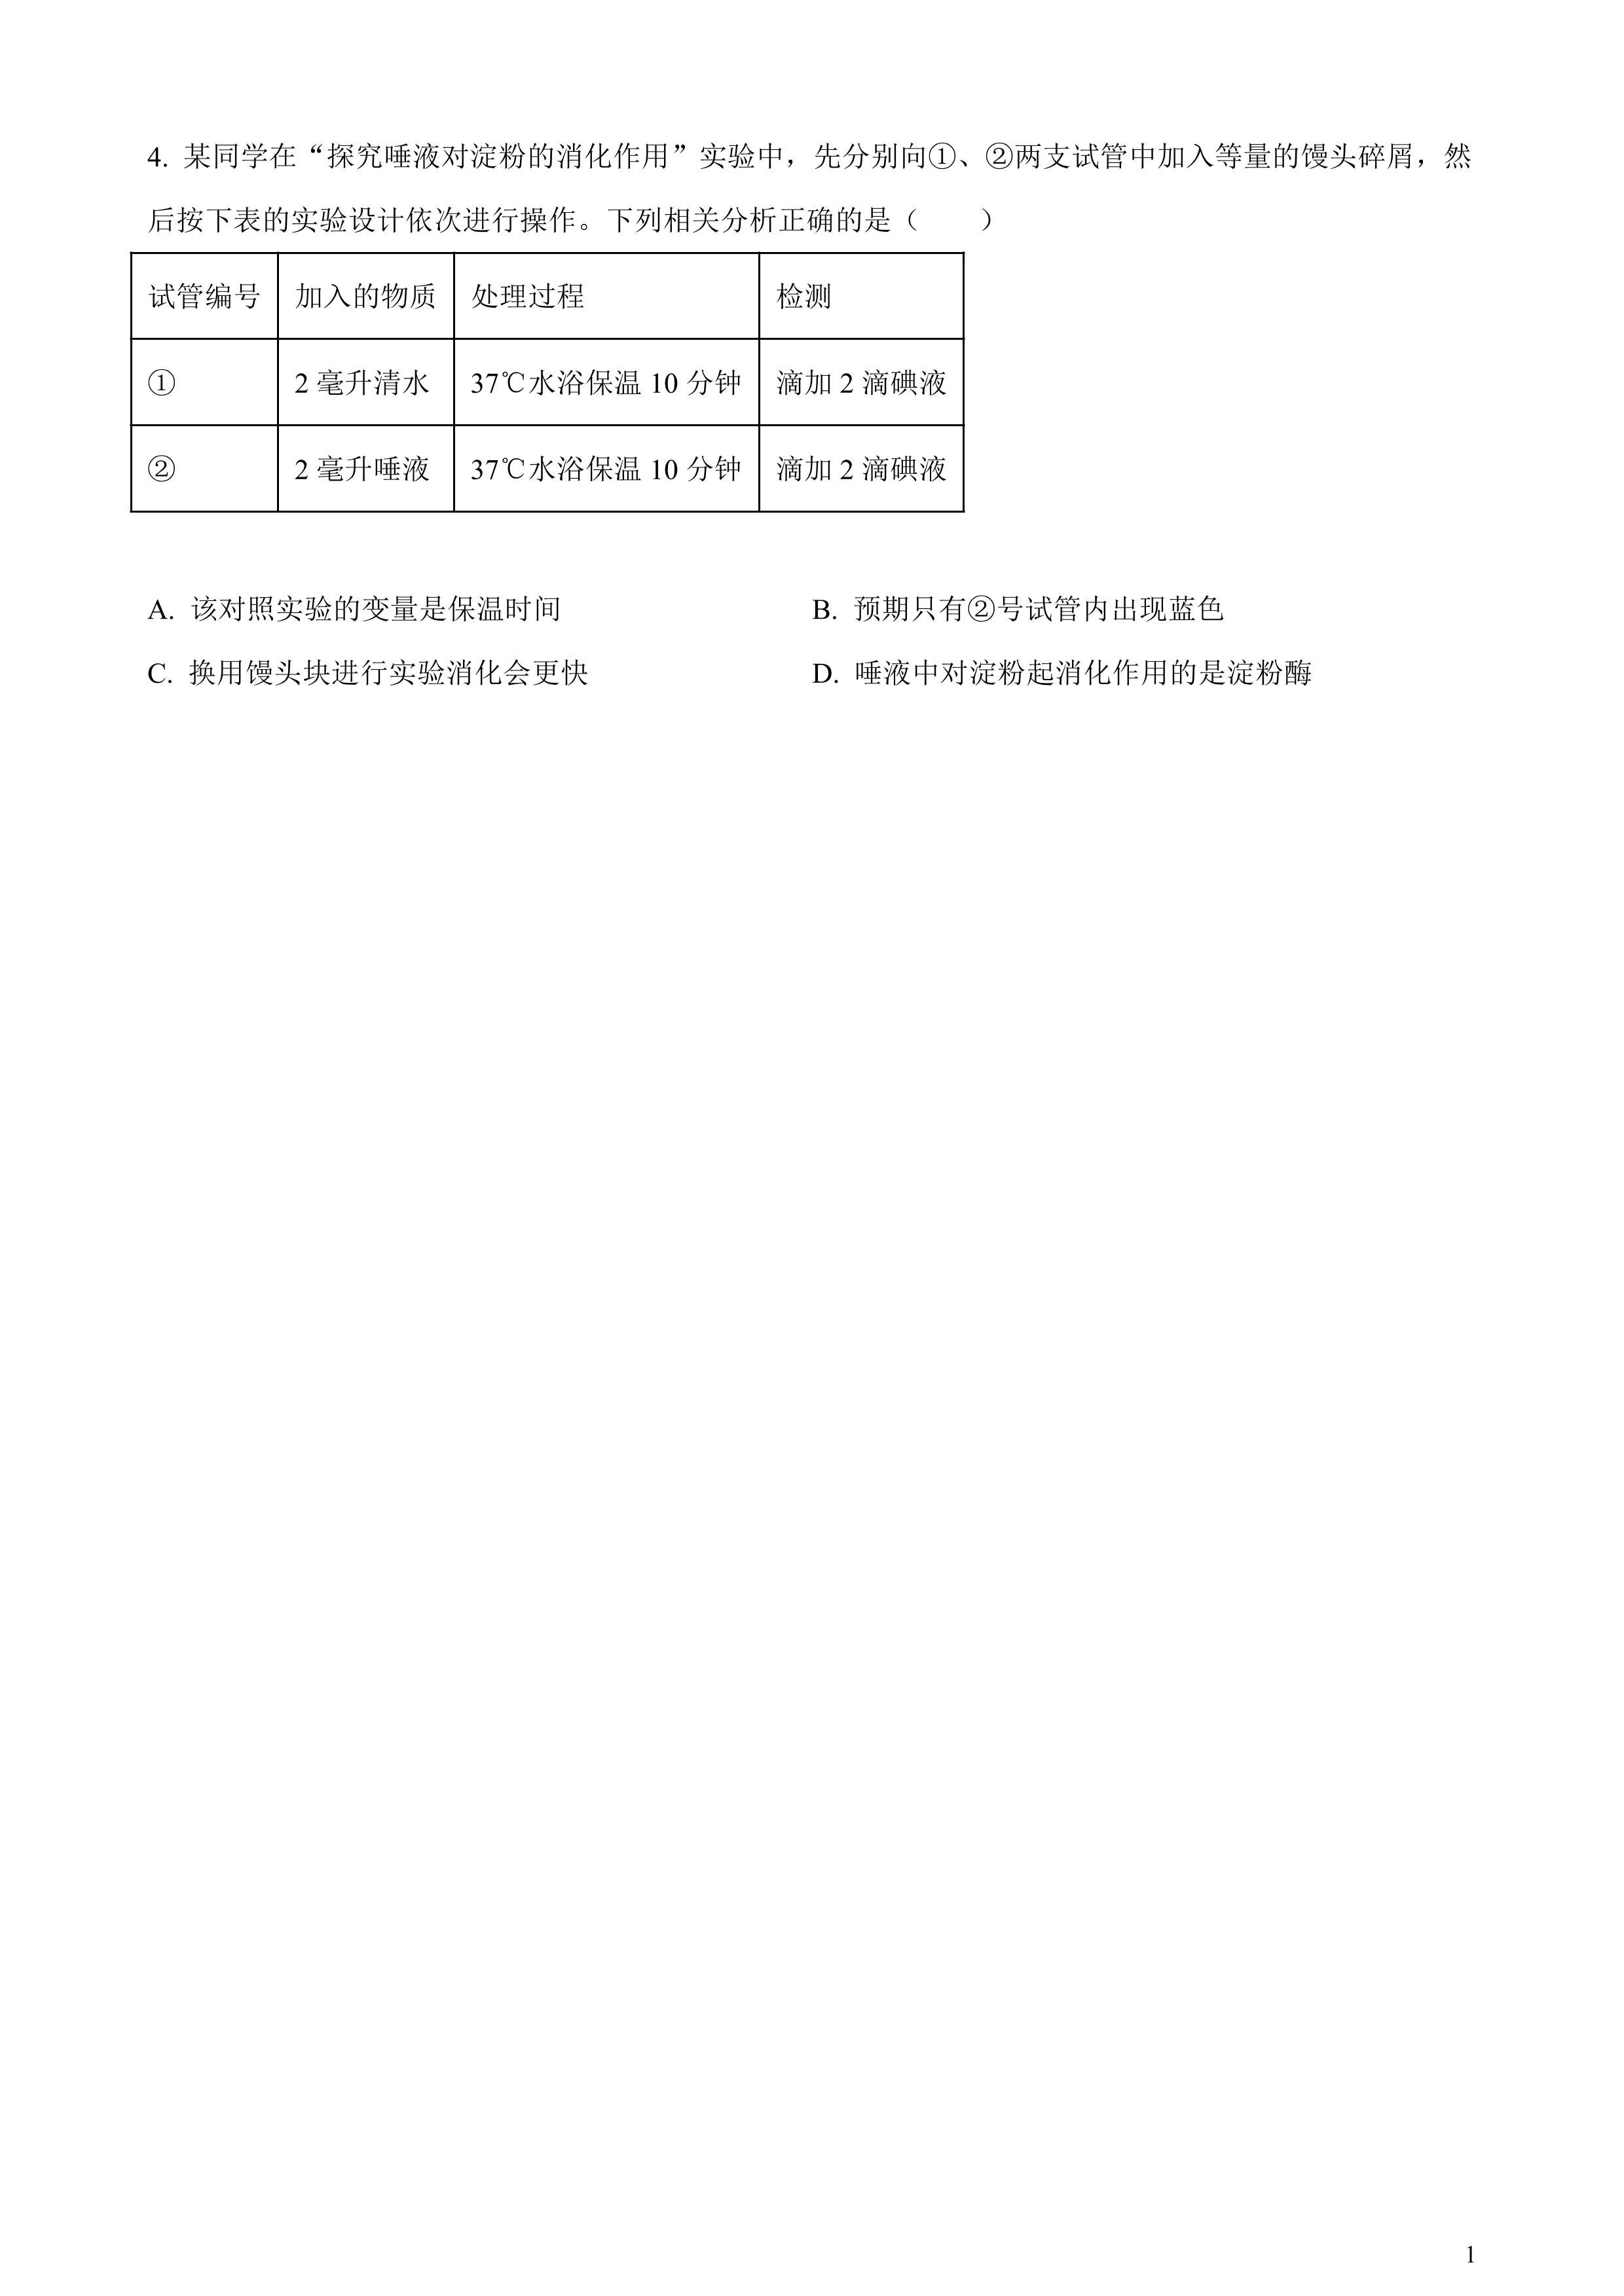 4. 某同学在“探究唾液对淀粉的消化作用”实验中，先分别向①、②两支试管中加入等量的馒头碎屑，然
后按下表的实验设计依次进行操作。下列相关分析正确的是（　　）
试管编号 加入的物质 处理过程 检测
① 2 毫升清水 37℃水浴保温 10 分钟 滴加 2 滴碘液
② 2 毫升唾液 37℃水浴保温 10 分钟 滴加 2 滴碘液
A. 该对照实验的变量是保温时间 B. 预期只有②号试管内出现蓝色
C. 换用馒头块进行实验消化会更快 D. 唾液中对淀粉起消化作用的是淀粉酶
1